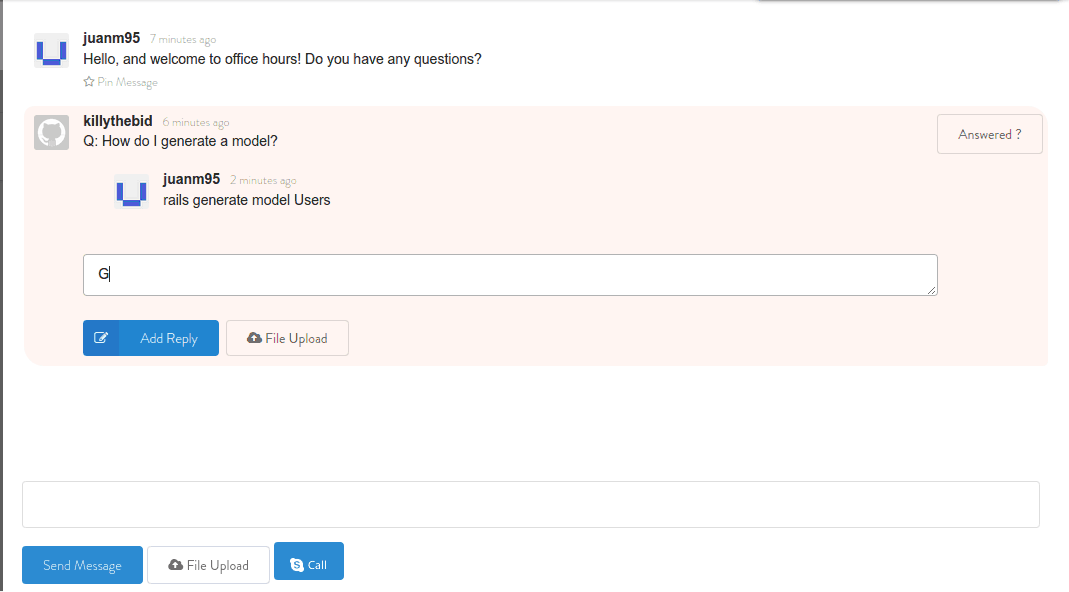 juanm95 7 minutes ago
Hello, and welcome to office hours! Do you have any questions?
Pin Message
killythebid 6 minutes ago
Q: How do I generate a model?
Answered ?
juanm95 2 minutes ago
rails generate model Users
G
Add Reply
File Upload
Send Message
File Upload
Call